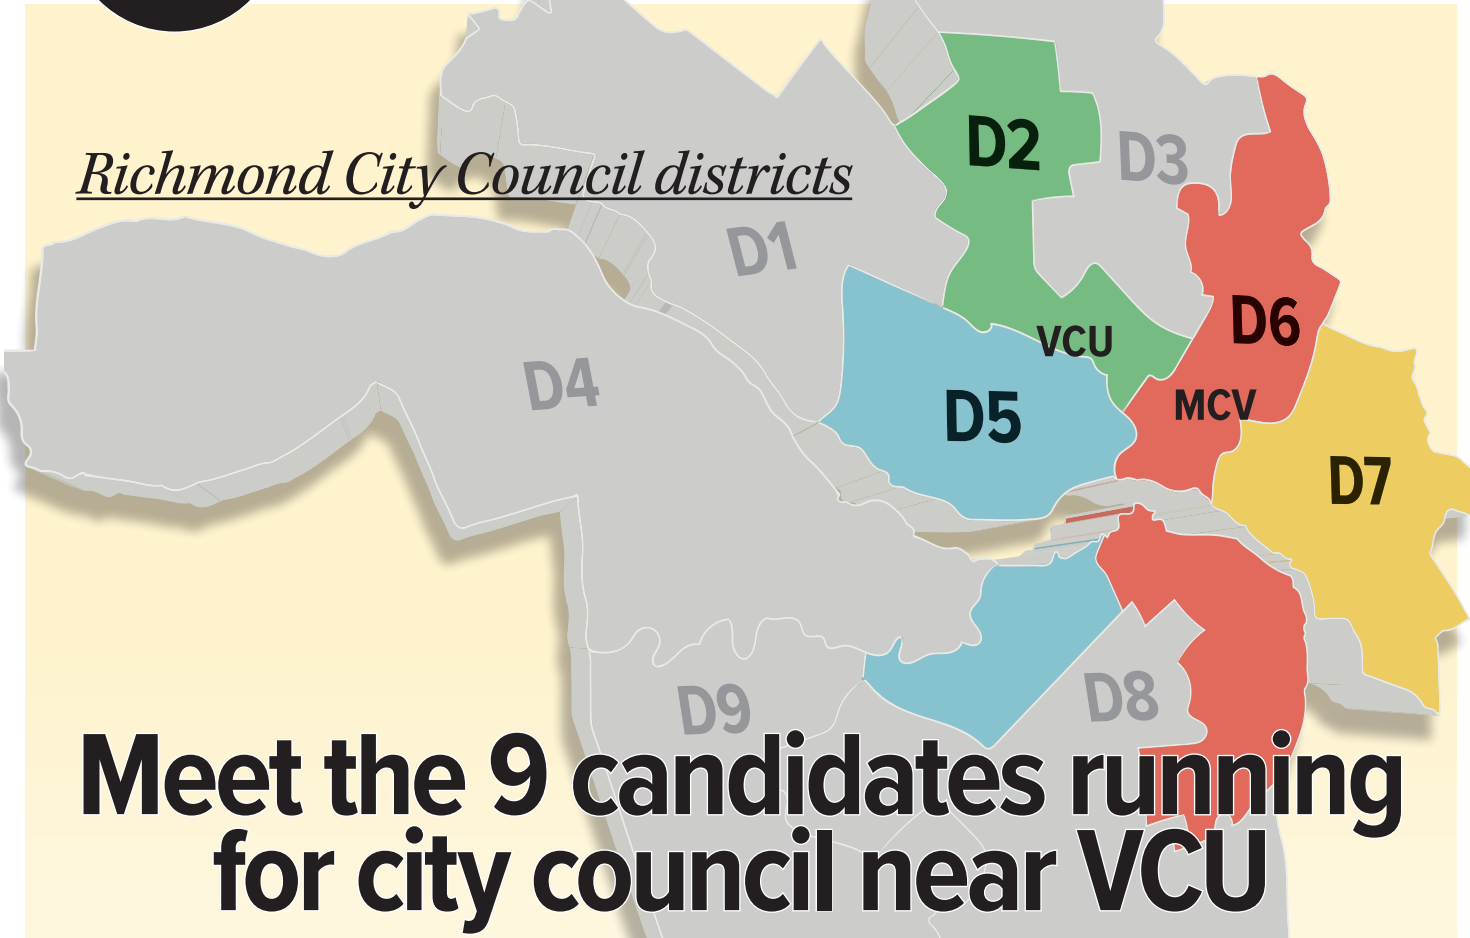 D2
D3
Richmond City Council districts
D1
D6
VCU
D4
MCV
D5
D7
D9
D8
Meet the 9 candidates running
for city council near VCU